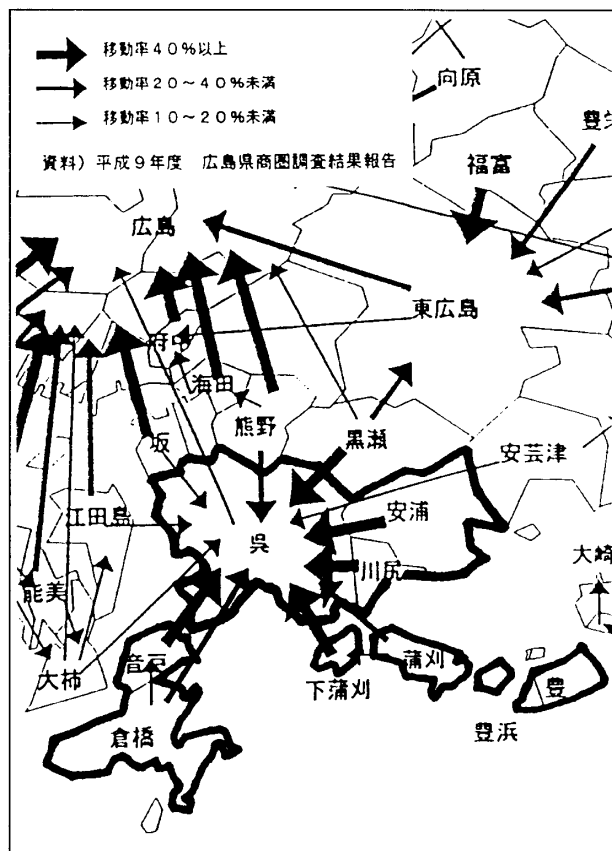 移動率40%以上
移動率20～40%未満
移動率10～20%未満
資料）平成9年度 広島県商圏調査結果報告
向原
豊栄
福富
広島
東広島
府中
海田
熊野
黒瀬
坂
安芸津
江田島
呉
安浦
川尻
大崎
能美
大柿
音戸
下蒲刈
蒲刈
豊浜
豊
倉橋